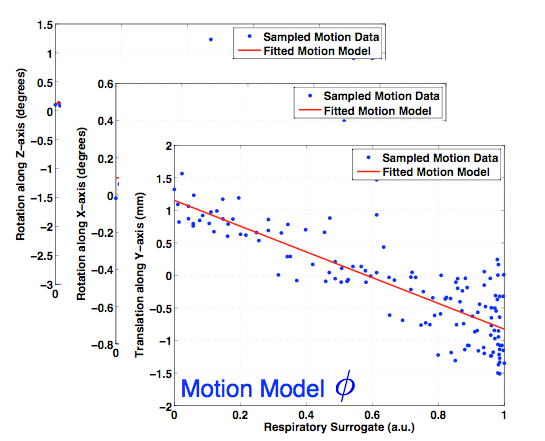 1.5
1
0.5
0
−0.5
−1
−1.5
−2
−2.5
−3
0
Rotation along Z−axis (degrees)
Sampled Motion Data
Fitted Motion Model
0.6
0.4
0.2
0
−0.2
−0.4
−0.6
−0.8
0
Rotation along X−axis (degrees)
Sampled Motion Data
Fitted Motion Model
2
1.5
1
0.5
0
−0.5
−1
−1.5
−2
Translation along Y−axis (mm)
Sampled Motion Data
Fitted Motion Model
Motion Model ϕ
0 0.2 0.4 0.6 0.8 1
Respiratory Surrogate (a.u.)